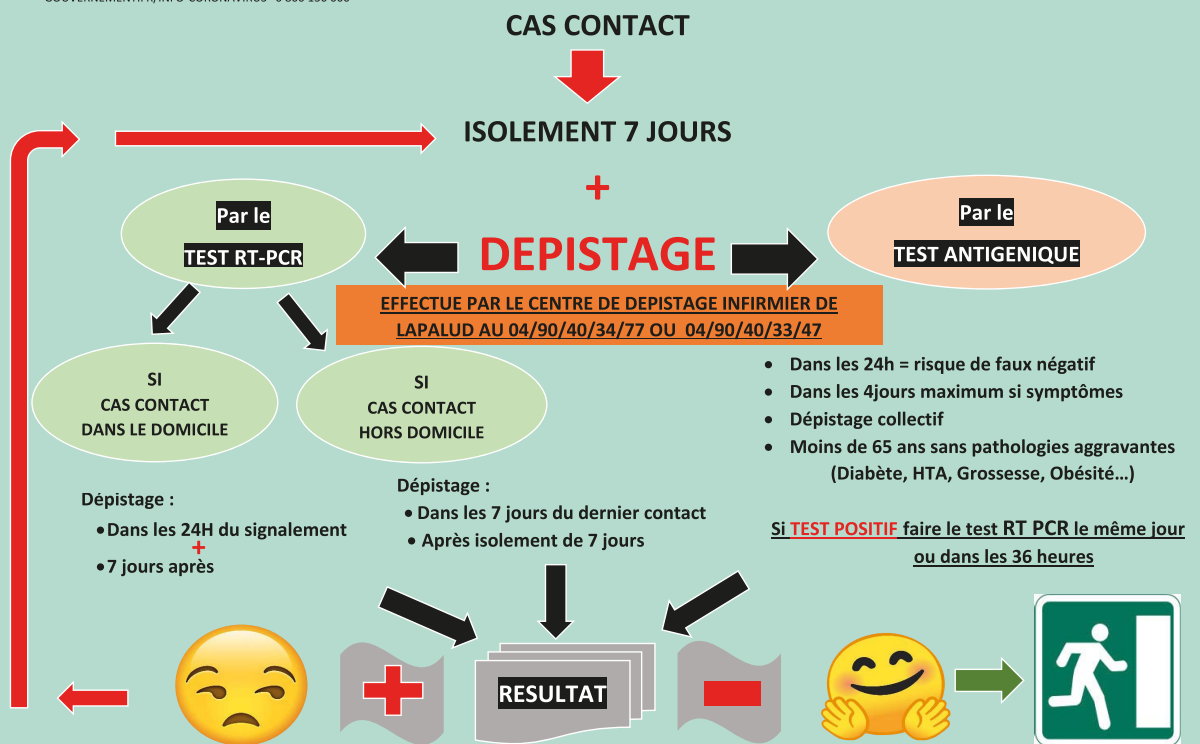 CAS CONTACT
ISOLEMENT 7 JOURS
+
Par le
TEST RT-PCR
DEPISTAGE
Par le
TEST ANTIGENIQUE
EFFECTUE PAR LE CENTRE DE DEPISTAGE INFIRMIER DE
LAPALUD AU 04/90/40/34/77 OU 04/90/40/33/47
SI
CAS CONTACT
DANS LE DOMICILE
SI
CAS CONTACT
HORS DOMICILE
• Dans les 24h = risque de faux négatif
• Dans les 4jours maximum si symptômes
• Dépistage collectif
• Moins de 65 ans sans pathologies aggravantes
(Diabète, HTA, Grossesse, Obésité...)
Dépistage :
• Dans les 24H du signalement
+
• 7 jours après
Dépistage :
• Dans les 7 jours du dernier contact
• Après isolement de 7 jours
Si TEST POSITIF faire le test RT PCR le même jour
ou dans les 36 heures
RESULTAT